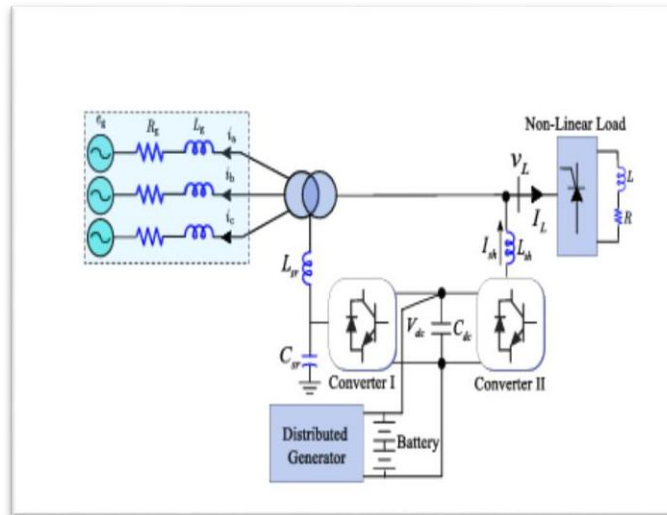 e_g
R_g
L_g
i_a
i_b
i_c
Non-Linear Load
v_L
I_L
L
R
I_sh
L_sh
L_sr
C_sr
V_dc
C_dc
Converter I
Converter II
Distributed
Generator
Battery